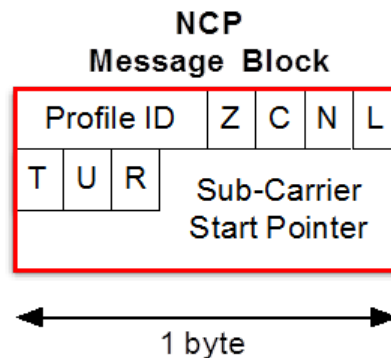 NCP
Message Block
Profile ID Z C N L
T U R Sub-Carrier
Start Pointer
1 byte